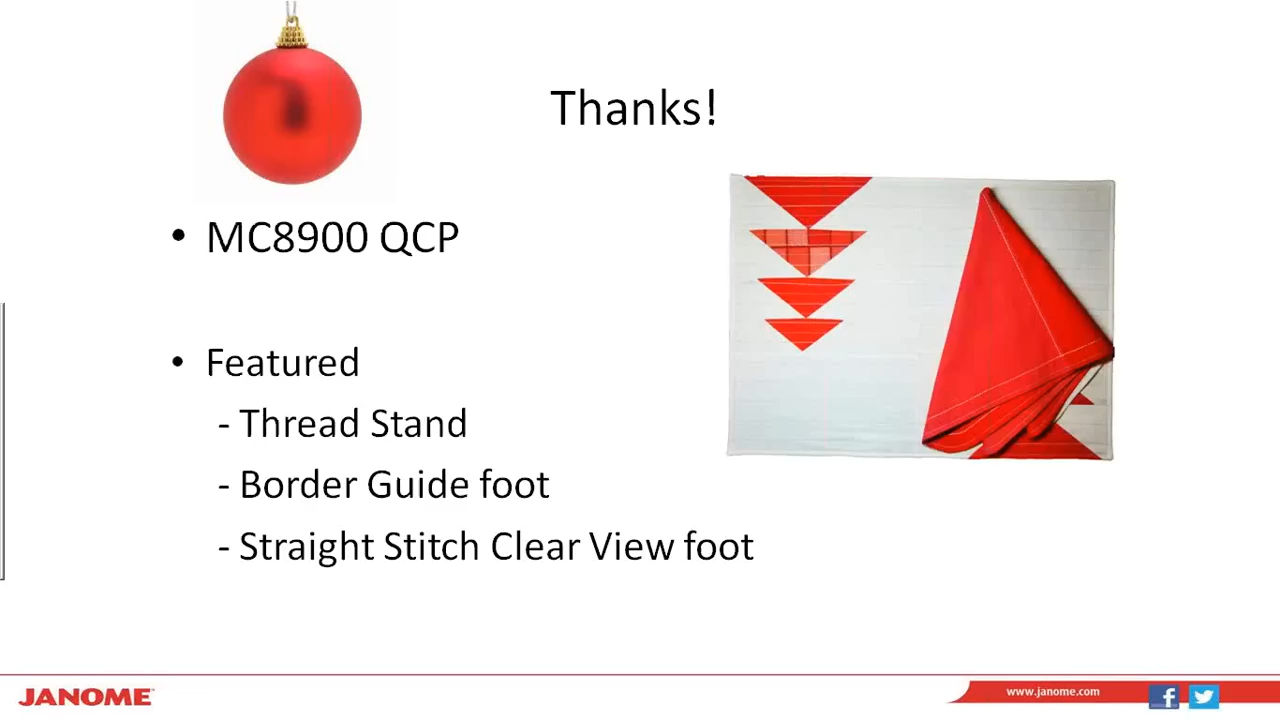 Thanks!
• MC8900 QCP
• Featured
- Thread Stand
- Border Guide foot
- Straight Stitch Clear View foot
JANOME
www.janome.com